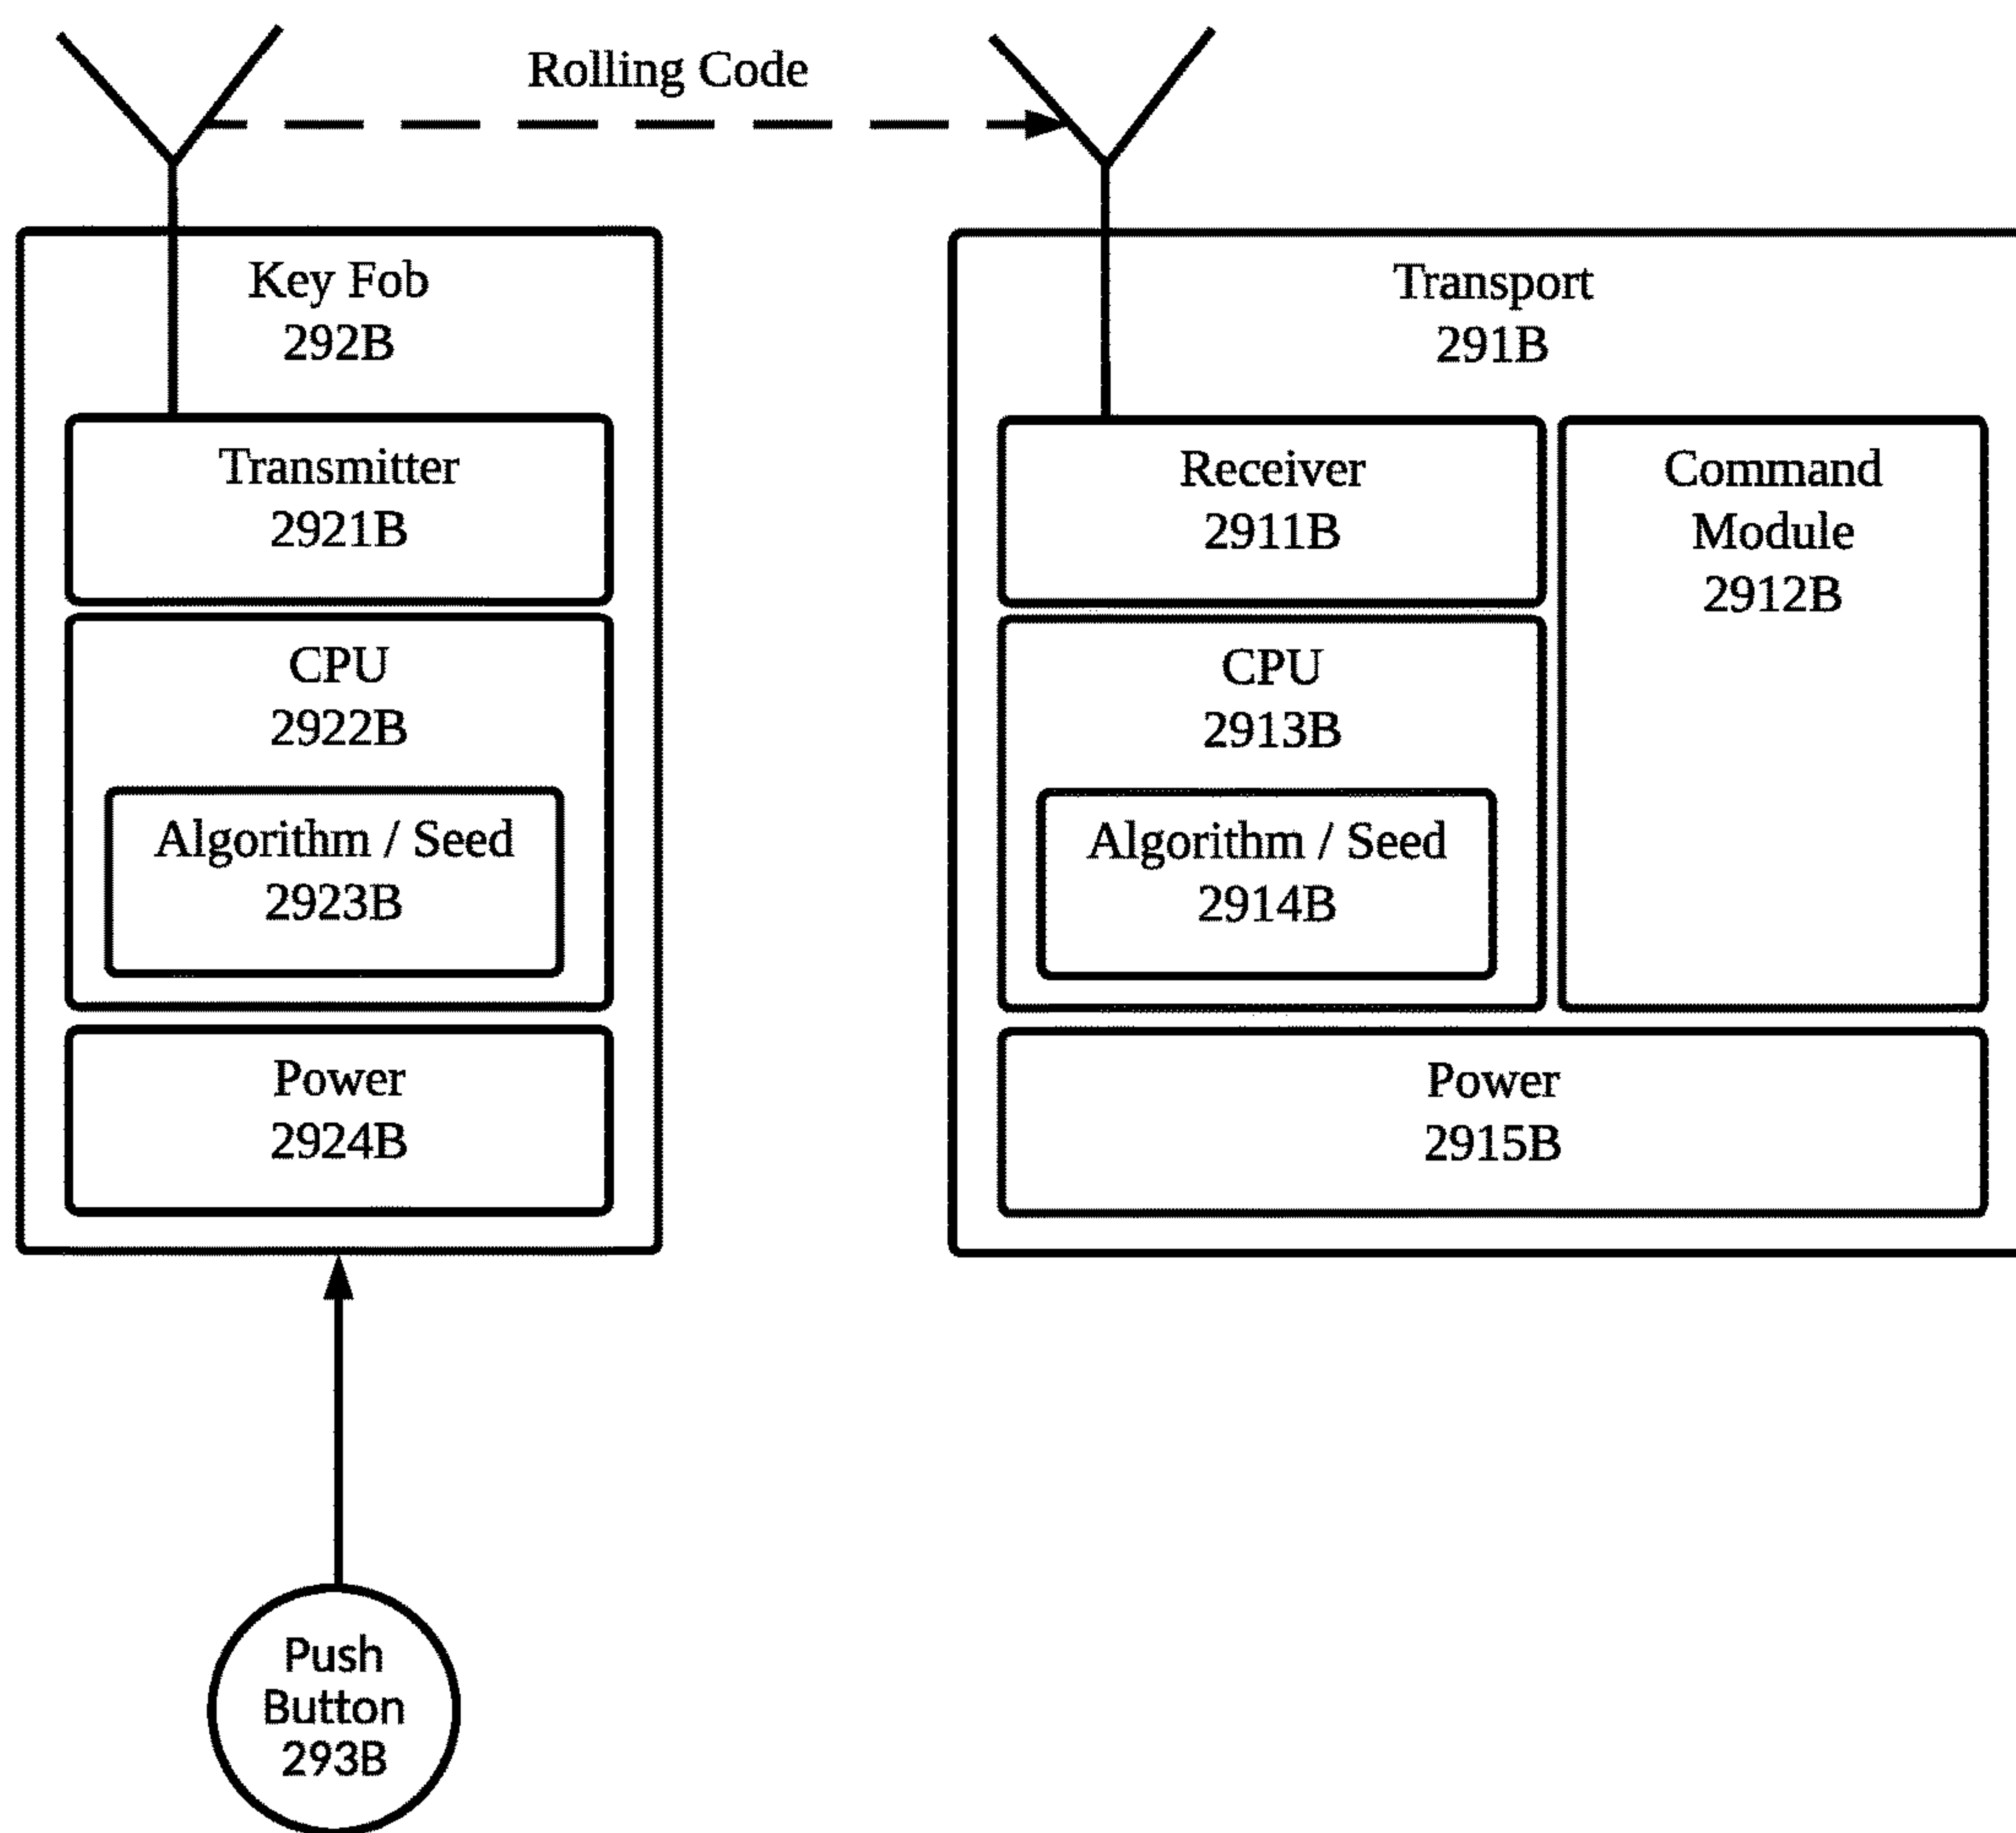 Rolling Code
Key Fob
292B
Transmitter
2921B
CPU
2922B
Algorithm / Seed
2923B
Power
2924B
Push
Button
293B
Transport
291B
Receiver
2911B
Command
Module
2912B
CPU
2913B
Algorithm / Seed
2914B
Power
2915B